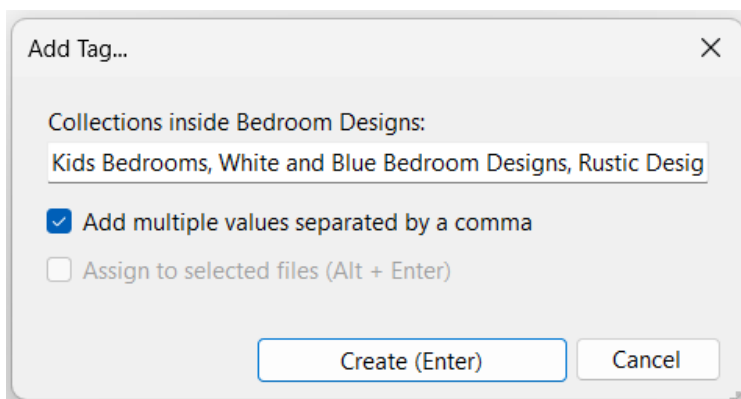 Add Tag...
Collections inside Bedroom Designs:
Kids Bedrooms, White and Blue Bedroom Designs, Rustic Desig
Add multiple values separated by a comma
Assign to selected files (Alt + Enter)
Create (Enter) Cancel